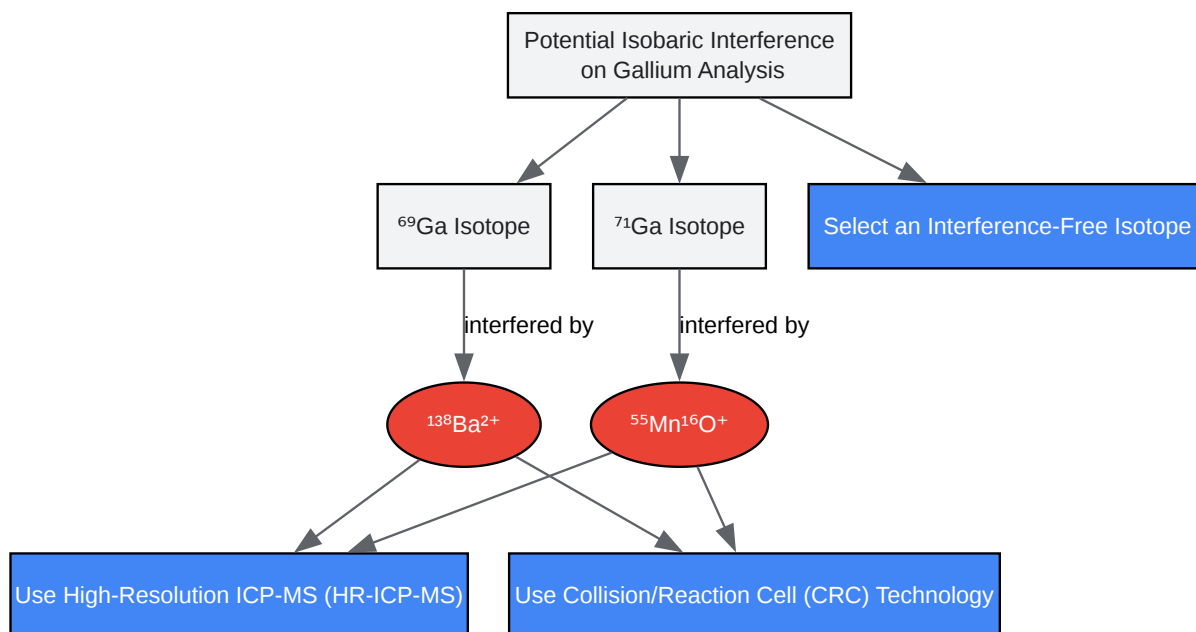 Potential Isobaric Interference
on Gallium Analysis
⁶⁹Ga Isotope
⁷¹Ga Isotope
Select an Interference-Free Isotope
interfered by
interfered by
¹³⁸Ba²⁺
⁵⁵Mn¹⁶O⁺
Use High-Resolution ICP-MS (HR-ICP-MS)
Use Collision/Reaction Cell (CRC) Technology